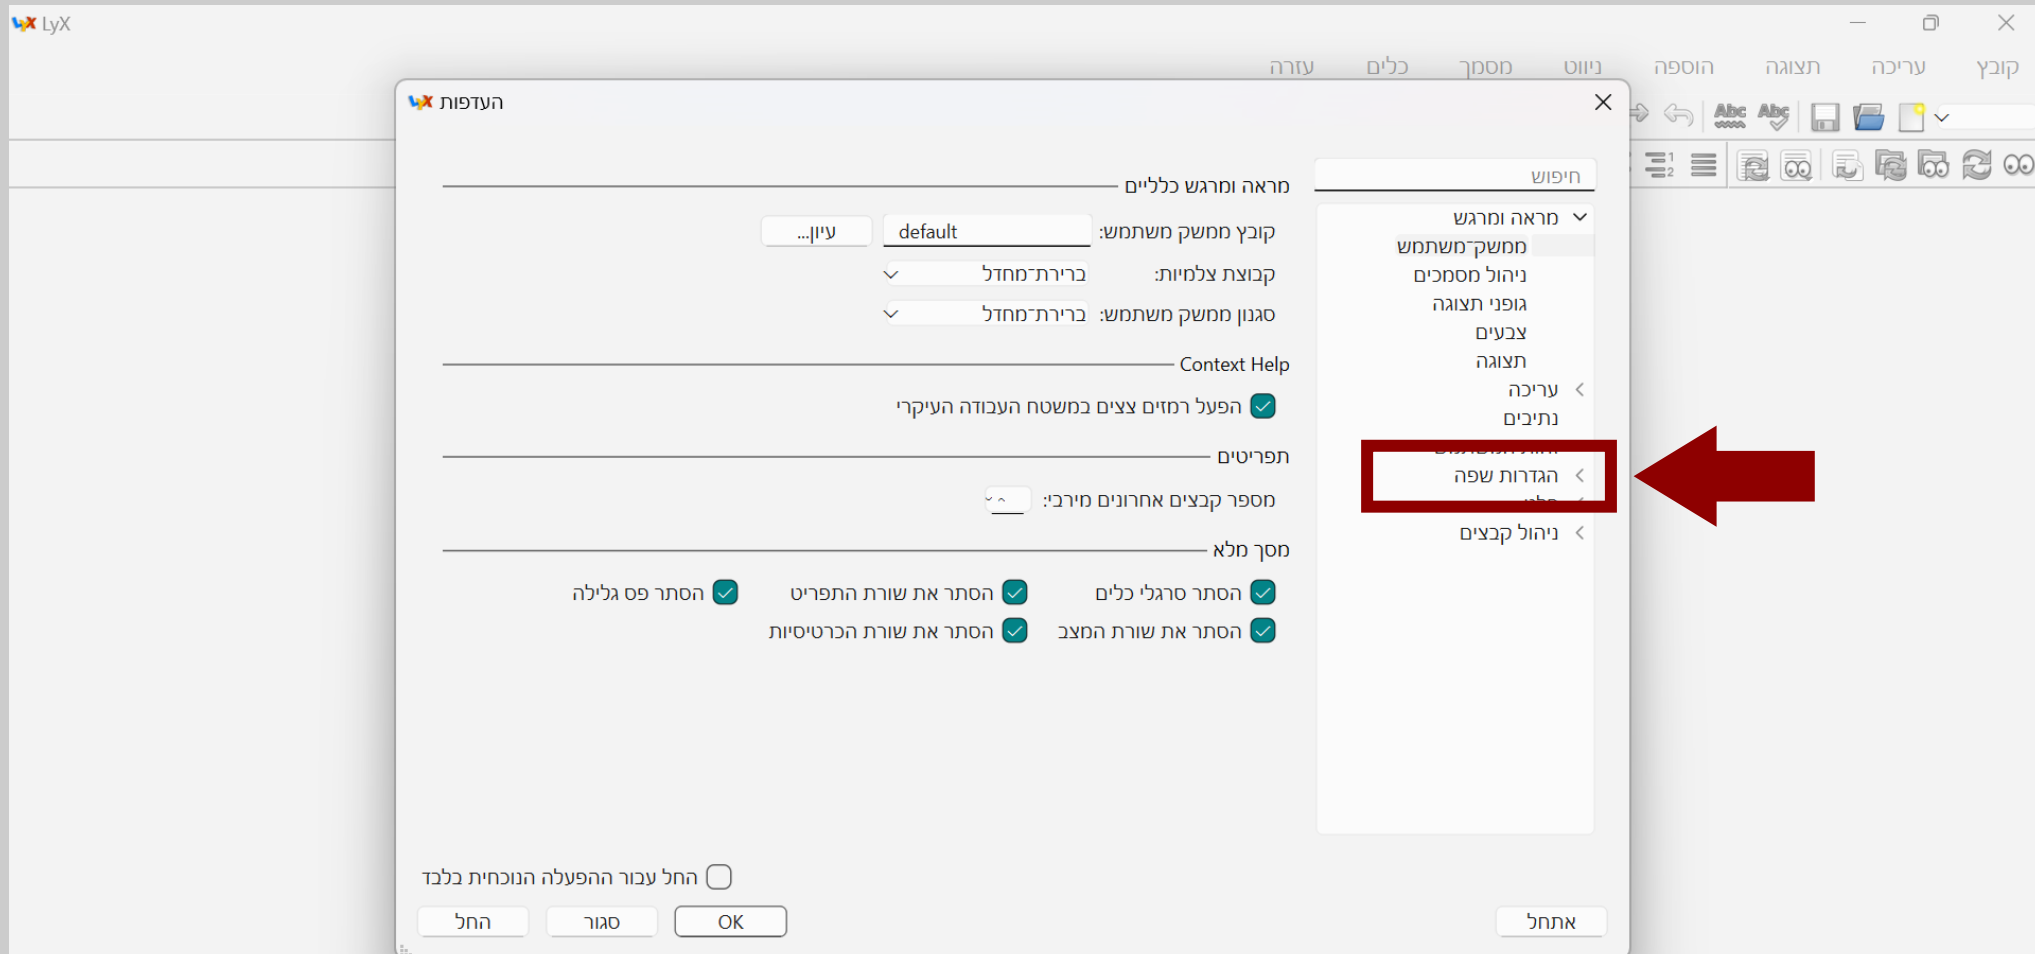 LyX
קובץ עריכה תצוגה הוספה ניווט מסמך כלים עזרה
העדפות
חיפוש
מראה ומרגש
ממשק־משתמש
ניהול מסמכים
גופני תצוגה
צבעים
תצוגה
עריכה
נתיבים
הגדרות שפה
ניהול קבצים
מראה ומרגש כלליים
קובץ ממשק משתמש: default עיון...
קבוצת צלמיות: ברירת־מחדל
סגנון ממשק משתמש: ברירת־מחדל
Context Help
הפעל רמזים צצים במשטח העבודה העיקרי
תפריטים
מספר קבצים אחרונים מירבי:
מסך מלא
הסתר סרגלי כלים הסתר את שורת התפריט הסתר פס גלילה
הסתר את שורת המצב הסתר את שורת הכרטיסיות
החל עבור ההפעלה הנוכחית בלבד
אתחל OK סגור החל